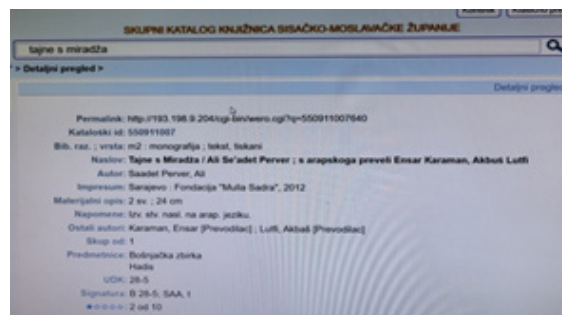 SKUPNI KATALOG KNJIŽNICA SISAČKO-MOSLAVAČKE ŽUPANIJE
tajne s miradža
> Detaljni pregled >
Detaljni pregled
Permalink: http://193.198.9.204/cgi-bin/wero.cgi?q=550911007640
Kataloški id: 550911007
Bib. raz. ; vrsta: m2 : monografija ; tekst, tiskani
Naslov: Tajne s Miradža / Ali Se'adet Perver ; s arapskoga preveli Ensar Karaman, Akbuš Lutfi
Autor: Saadet Perver, Ali
Impresum: Sarajevo : Fondacija "Mulla Sadra", 2012
Materijalni opis: 2 sv. ; 24 cm
Napomene: Izv. stv. nasl. na arap. jeziku.
Ostali autori: Karaman, Ensar [Prevodilac] ; Lutfi, Akbaš [Prevodilac]
Skup od: 1
Predmetnice: Bošnjačka zbirka
Hadis
UDK: 28-5
Signatura: B 28-5, SAA, t
2 od 10